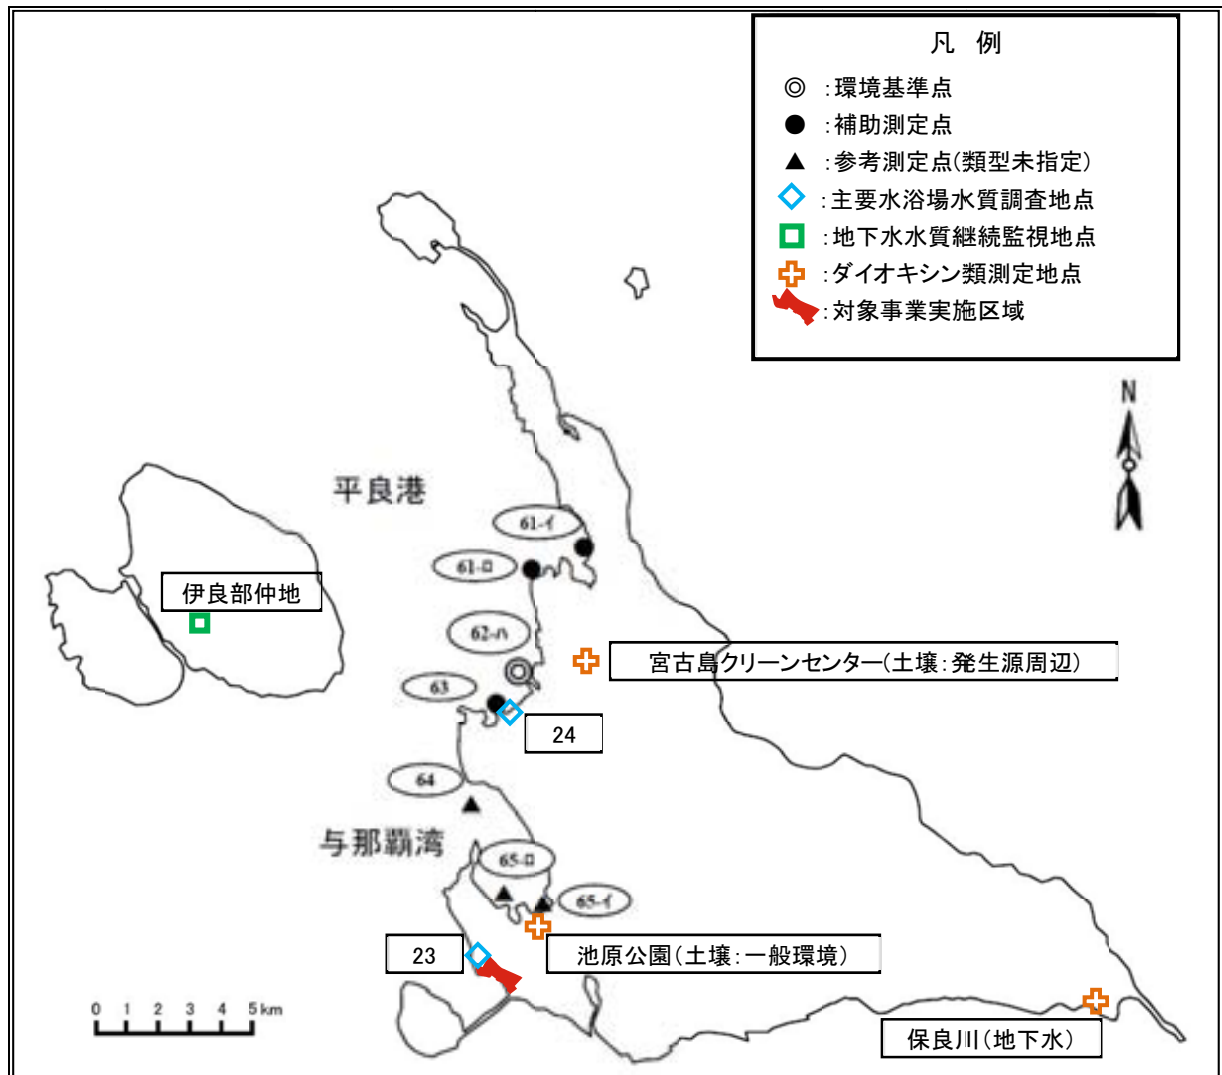 凡 例
:環境基準点
:補助測定点
:参考測定点(類型未指定)
:主要水浴場水質調査地点
:地下水水質継続監視地点
:ダイオキシン類測定地点
:対象事業実施区域
N
平良港
61-イ
61-ロ
伊良部仲地
62-ハ
宮古島クリーンセンター(土壌:発生源周辺)
63
24
64
与那覇湾
65-ロ
65-イ
23
池原公園(土壌:一般環境)
0 1 2 3 4 5 km
保良川(地下水)